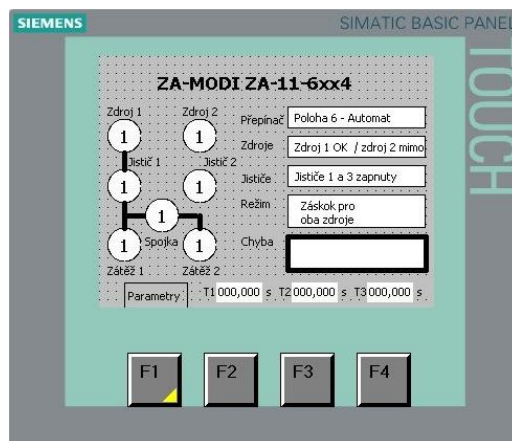 SIEMENS
SIMATIC BASIC PANEL
TOUCH
ZA-MODI ZA-11-6xx4
Zdroj 1
Zdroj 2
Přepínač
Poloha 6 - Automat
1
1
Zdroje
Zdroj 1 OK / zdroj 2 mimo
Jistič 1
Jistič 2
Jističe
Jističe 1 a 3 zapnuty
1
1
Režim
Záskok pro
oba zdroje
1
1
Spojka
1
Chyba
Zátěž 1
Zátěž 2
Parametry
T1 000,000 s
T2 000,000 s
T3 000,000 s
F1
F2
F3
F4